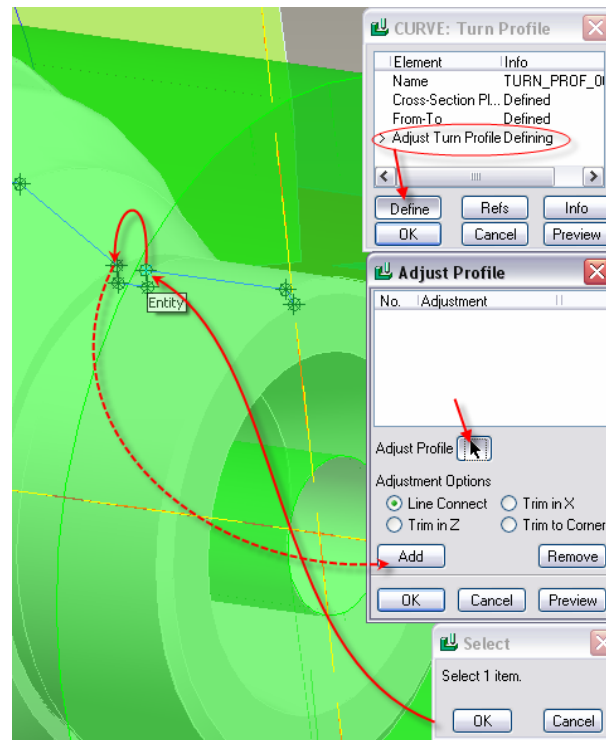 CURVE: Turn Profile
Element Info
Name TURN_PROF_0
Cross-Section Pl... Defined
From-To Defined
> Adjust Turn Profile Defining
Define Refs Info
OK Cancel Preview
Adjust Profile
No. Adjustment
Entity
Adjust Profile
Adjustment Options
Line Connect Trim in X
Trim in Z Trim to Corner
Add Remove
OK Cancel Preview
Select
Select 1 item.
OK Cancel